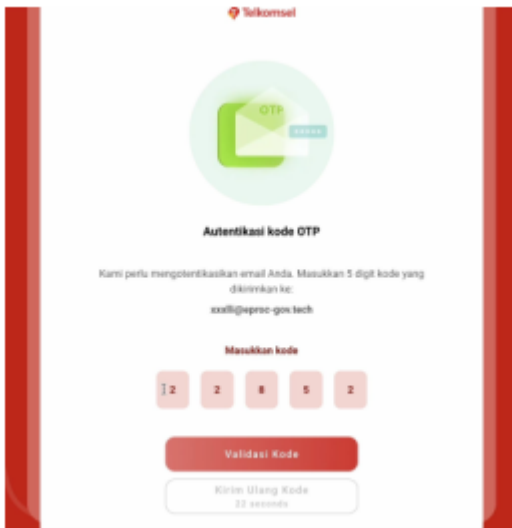 Telkomsel
OTP
Autentikasi kode OTP
Kami perlu mengotentikasikan email Anda. Masukkan 5 digit kode yang
dikirimkan ke:
@eproc-gov.tech
Masukkan kode
2 2 8 5 2
Validasi Kode
Kirim Ulang Kode
22 seconds